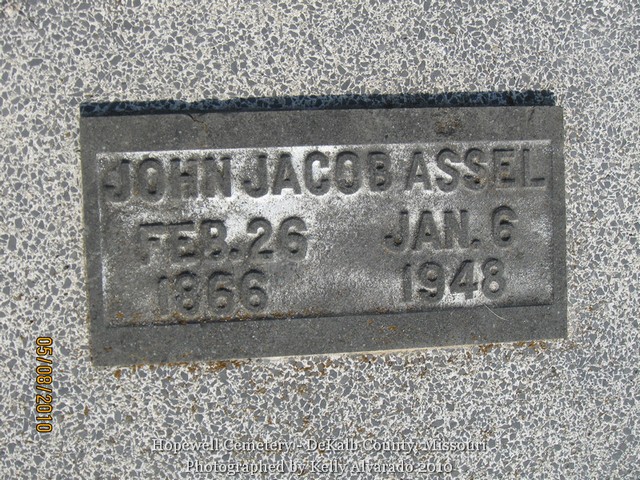 JOHN JACOB ASSEL
FEB. 26 JAN. 6
1866 1948
05/08/2010
Hopewell Cemetery - DeKalb County, Missouri
Photographed by Kelly Alvarado 2010